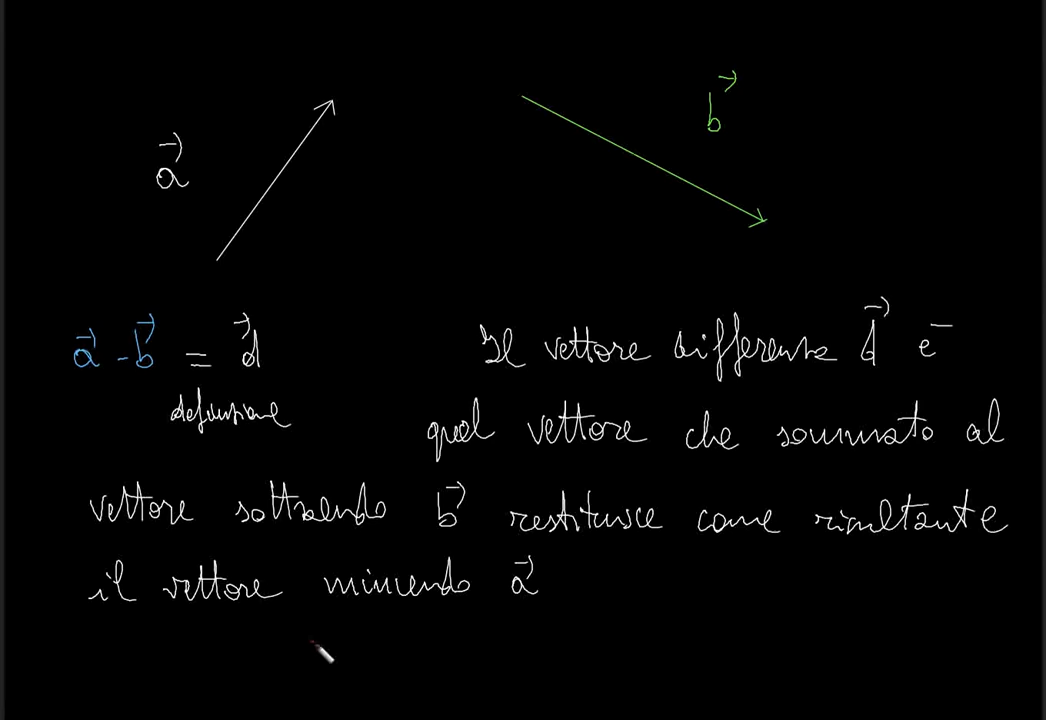 a⃗
b⃗
a⃗ - b⃗ = d⃗
definizione
Il vettore differenza d⃗ è
quel vettore che sommato al
vettore sottraendo b⃗ restituisce come risultante
il vettore minuendo a⃗